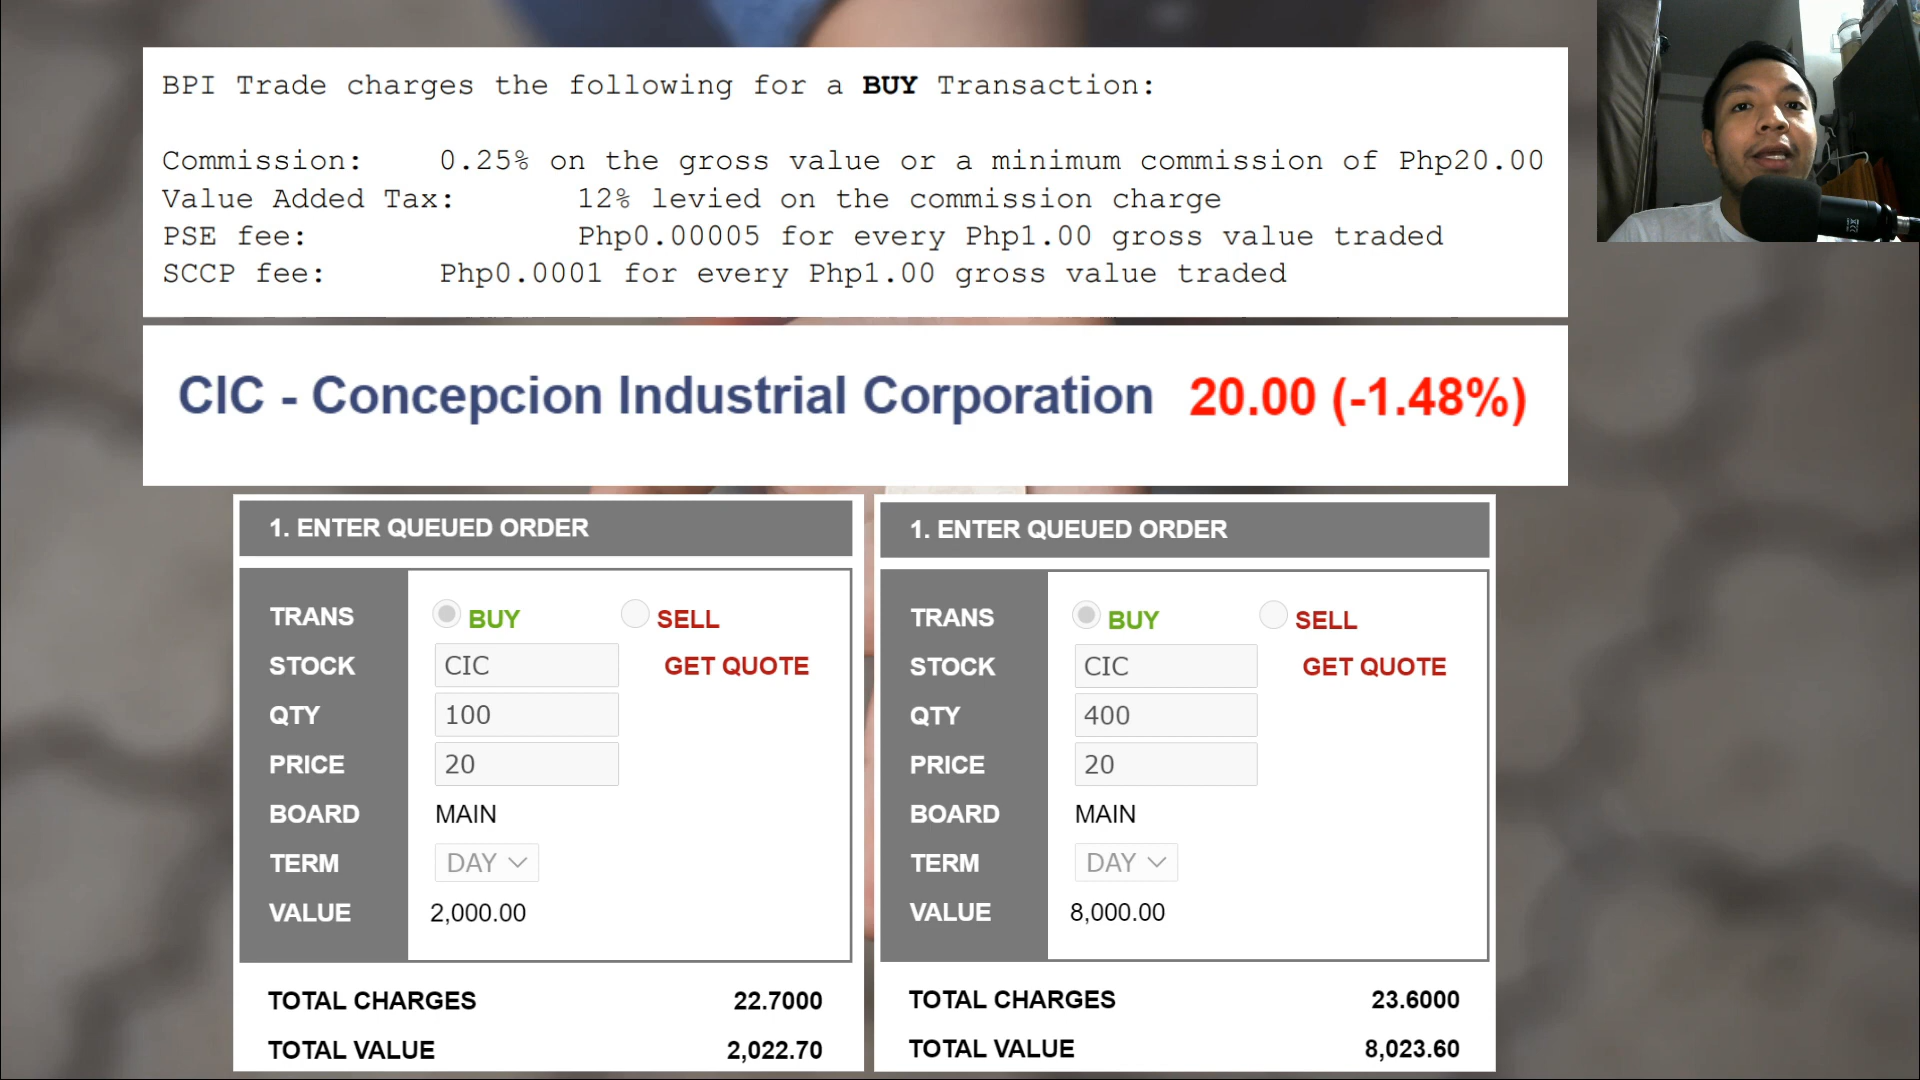 BPI Trade charges the following for a BUY Transaction:
Commission: 0.25% on the gross value or a minimum commission of Php20.00
Value Added Tax: 12% levied on the commission charge
PSE fee: Php0.00005 for every Php1.00 gross value traded
SCCP fee: Php0.0001 for every Php1.00 gross value traded
CIC - Concepcion Industrial Corporation 20.00 (-1.48%)
1. ENTER QUEUED ORDER
TRANS BUY SELL
STOCK CIC GET QUOTE
QTY 100
PRICE 20
BOARD MAIN
TERM DAY
VALUE 2,000.00
TOTAL CHARGES 22.7000
TOTAL VALUE 2,022.70
1. ENTER QUEUED ORDER
TRANS BUY SELL
STOCK CIC GET QUOTE
QTY 400
PRICE 20
BOARD MAIN
TERM DAY
VALUE 8,000.00
TOTAL CHARGES 23.6000
TOTAL VALUE 8,023.60